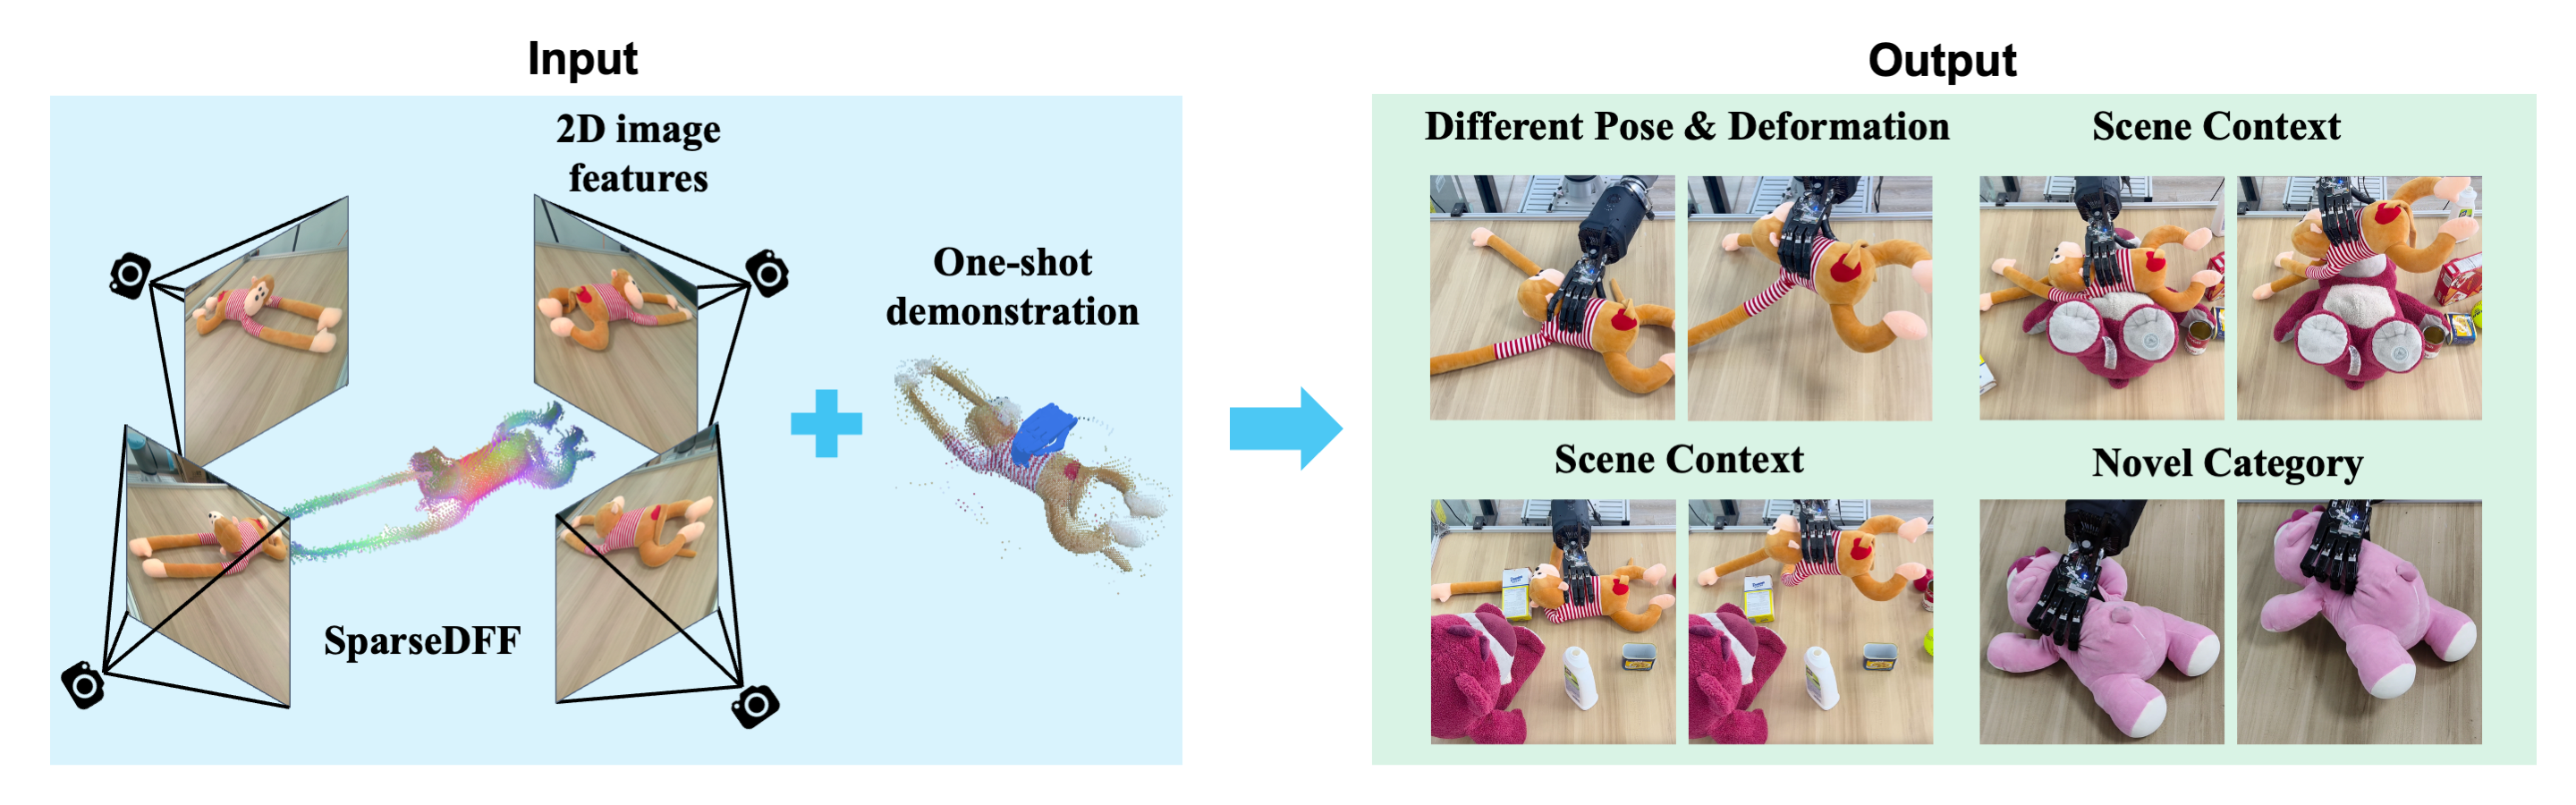 Input
2D image
features
One-shot
demonstration
SparseDFF
Output
Different Pose & Deformation
Scene Context
Scene Context
Novel Category